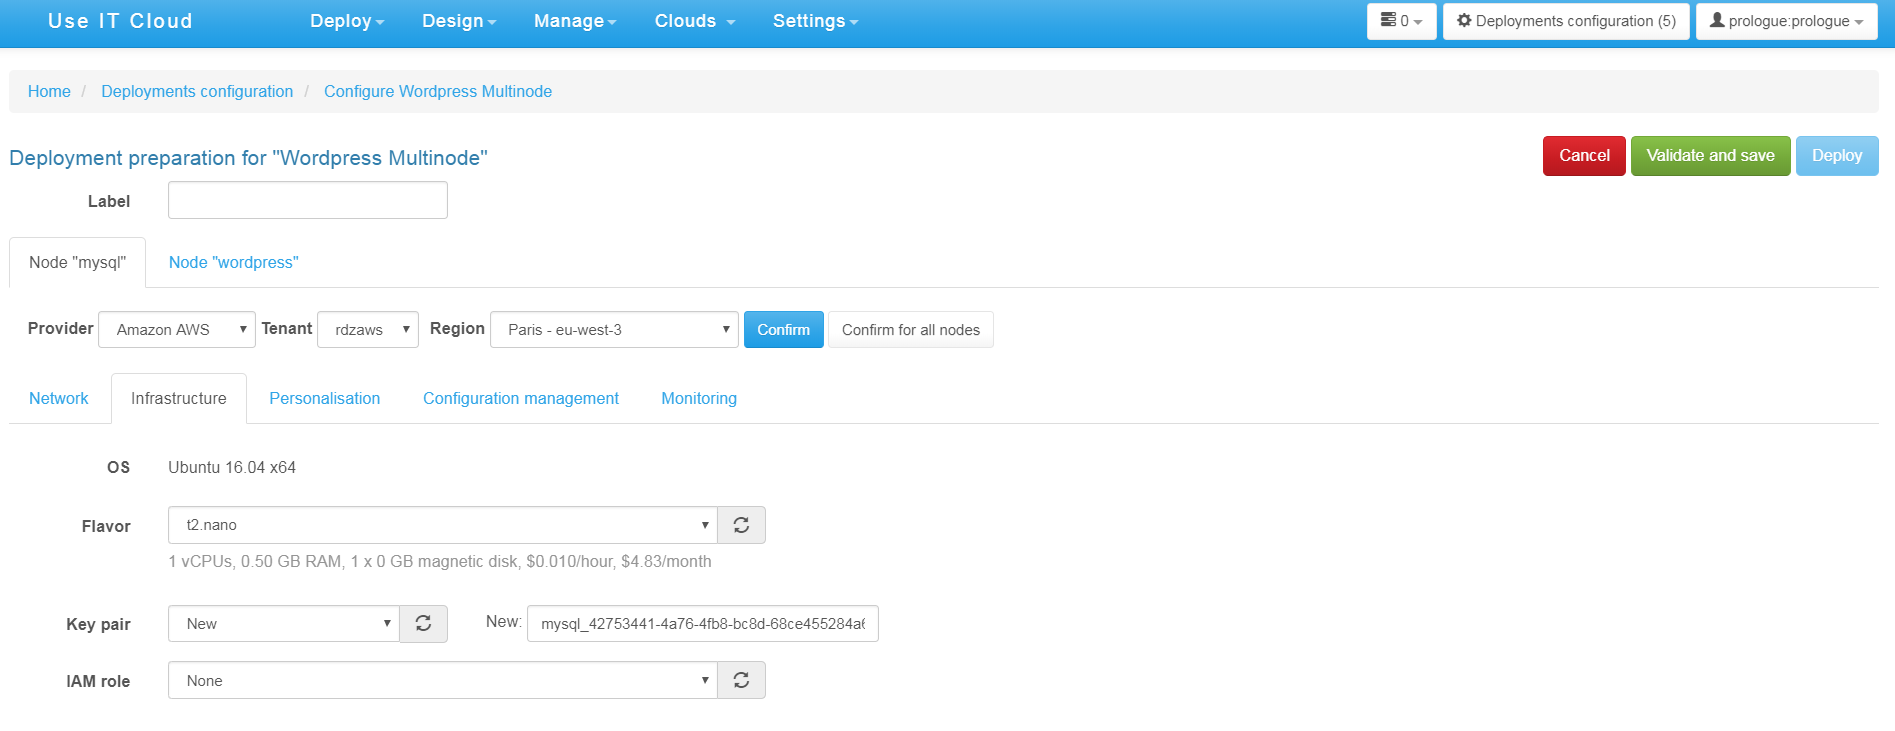 Use IT Cloud Deploy Design Manage Clouds Settings 0 Deployments configuration (5) prologue:prologue
Home / Deployments configuration / Configure Wordpress Multinode
Deployment preparation for "Wordpress Multinode" Cancel Validate and save Deploy
Label
Node "mysql" Node "wordpress"
Provider Amazon AWS Tenant rdzaws Region Paris - eu-west-3 Confirm Confirm for all nodes
Network Infrastructure Personalisation Configuration management Monitoring
OS Ubuntu 16.04 x64
Flavor t2.nano
1 vCPUs, 0.50 GB RAM, 1 x 0 GB magnetic disk, $0.010/hour, $4.83/month
Key pair New New: mysql_42753441-4a76-4fb8-bc8d-68ce455284a6
IAM role None